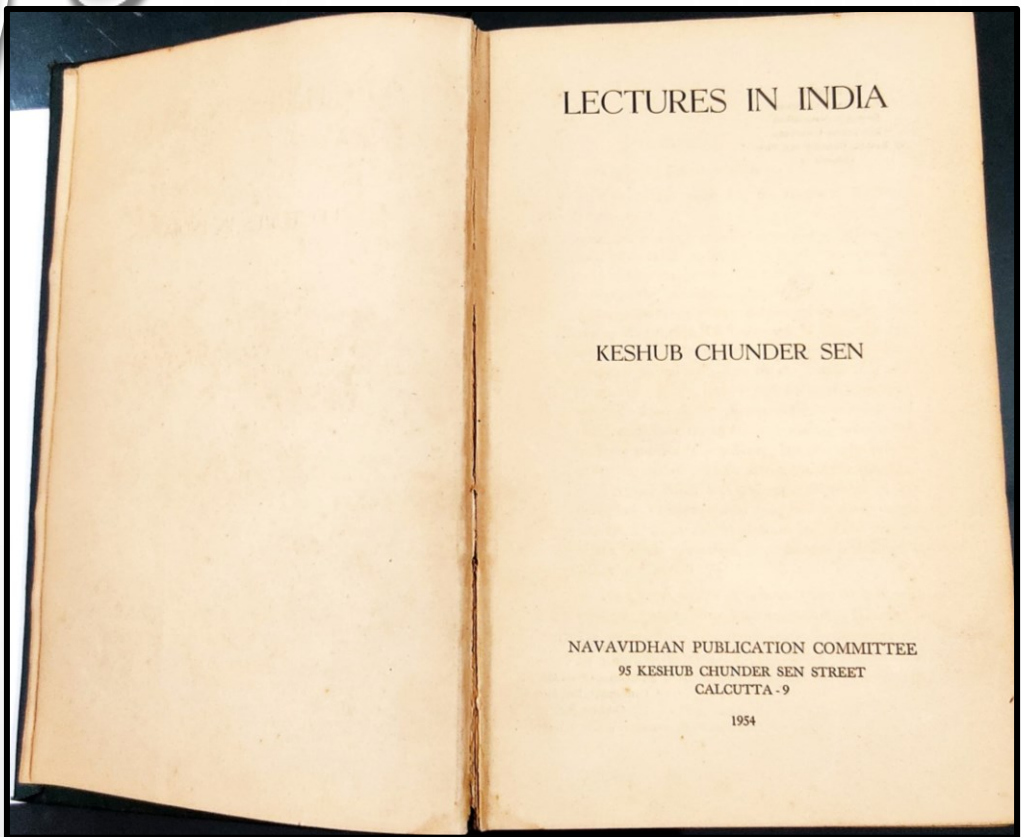 LECTURES IN INDIA
KESHUB CHUNDER SEN
NAVAVIDHAN PUBLICATION COMMITTEE
95 KESHUB CHUNDER SEN STREET
CALCUTTA - 9
1954